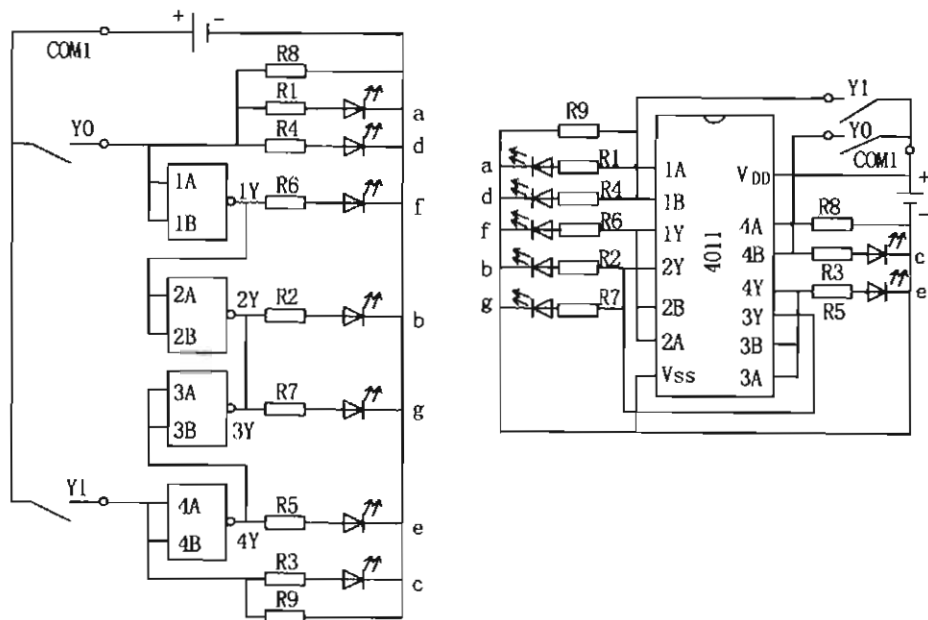 + -
COM1
R8
R1
a
Y0
R4
d
1A
1B
1Y
R6
f
2A
2B
2Y
R2
b
3A
3B
3Y
R7
g
Y1
4A
4B
4Y
R5
e
R3
c
R9
Y1
R9
Y0
COM1
a
R1
1A
VDD
+
-
d
R4
1B
4A
R8
f
R6
1Y
4011
4B
c
b
R2
2Y
4Y
R3
e
g
R7
2B
3Y
R5
2A
3B
VSS
3A